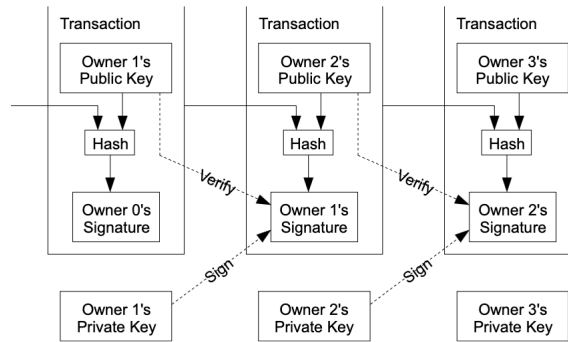 Transaction
Owner 1's
Public Key
Hash
Owner 0's
Signature
Owner 1's
Private Key
Verify
Sign
Transaction
Owner 2's
Public Key
Hash
Owner 1's
Signature
Owner 2's
Private Key
Verify
Sign
Transaction
Owner 3's
Public Key
Hash
Owner 2's
Signature
Owner 3's
Private Key